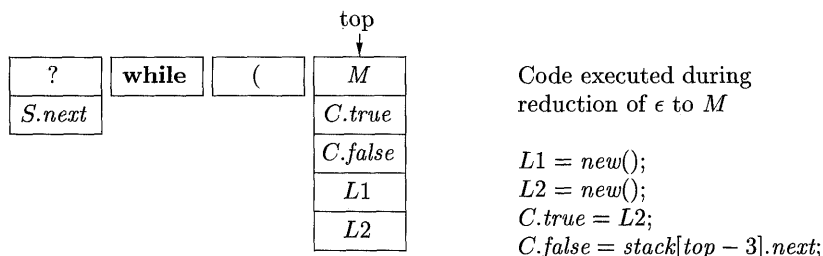 top
? while ( M
S.next C.true
C.false
L1
L2
Code executed during
reduction of ϵ to M
L1 = new();
L2 = new();
C.true = L2;
C.false = stack[top − 3].next;